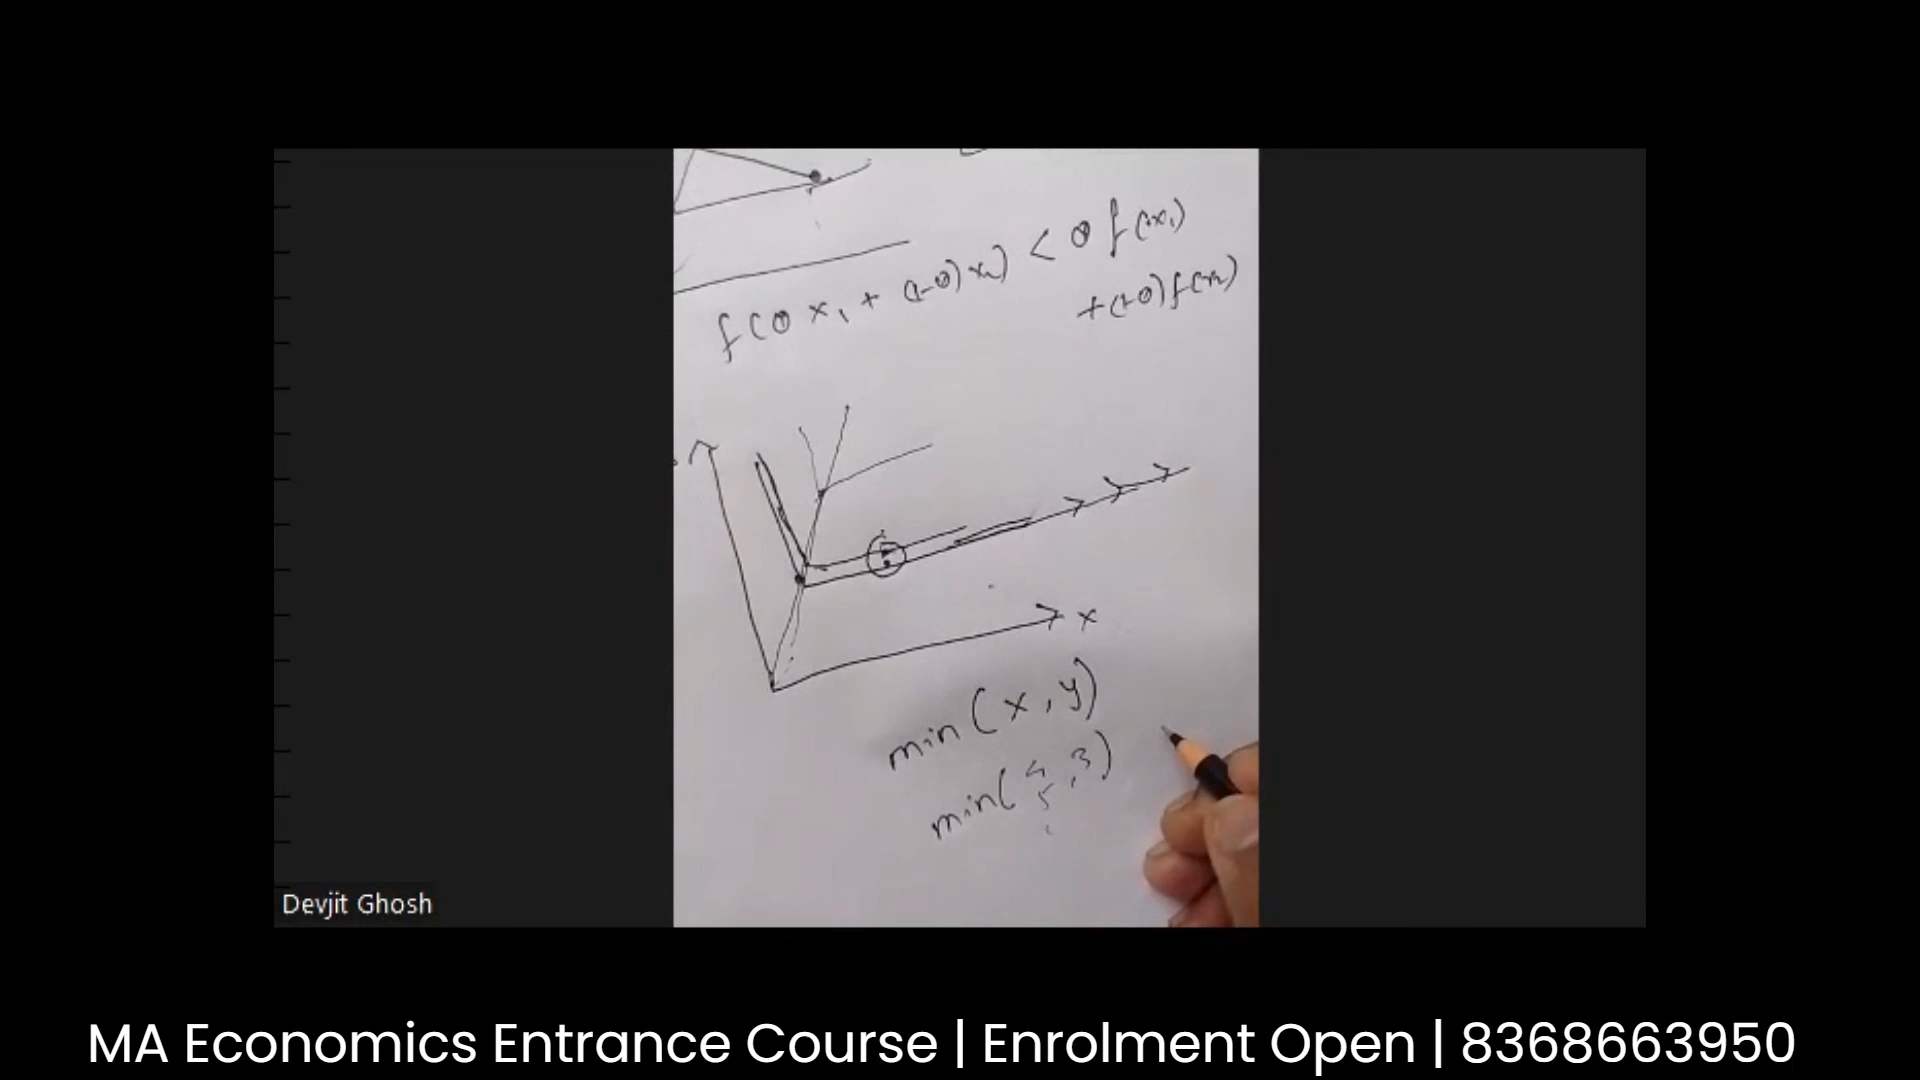 f(θx₁ + (1-θ)x₂) < θf(x₁)
+(1-θ)f(x₂)
x
min(x,y)
min(4,3)
5
Devjit Ghosh
MA Economics Entrance Course | Enrolment Open | 8368663950